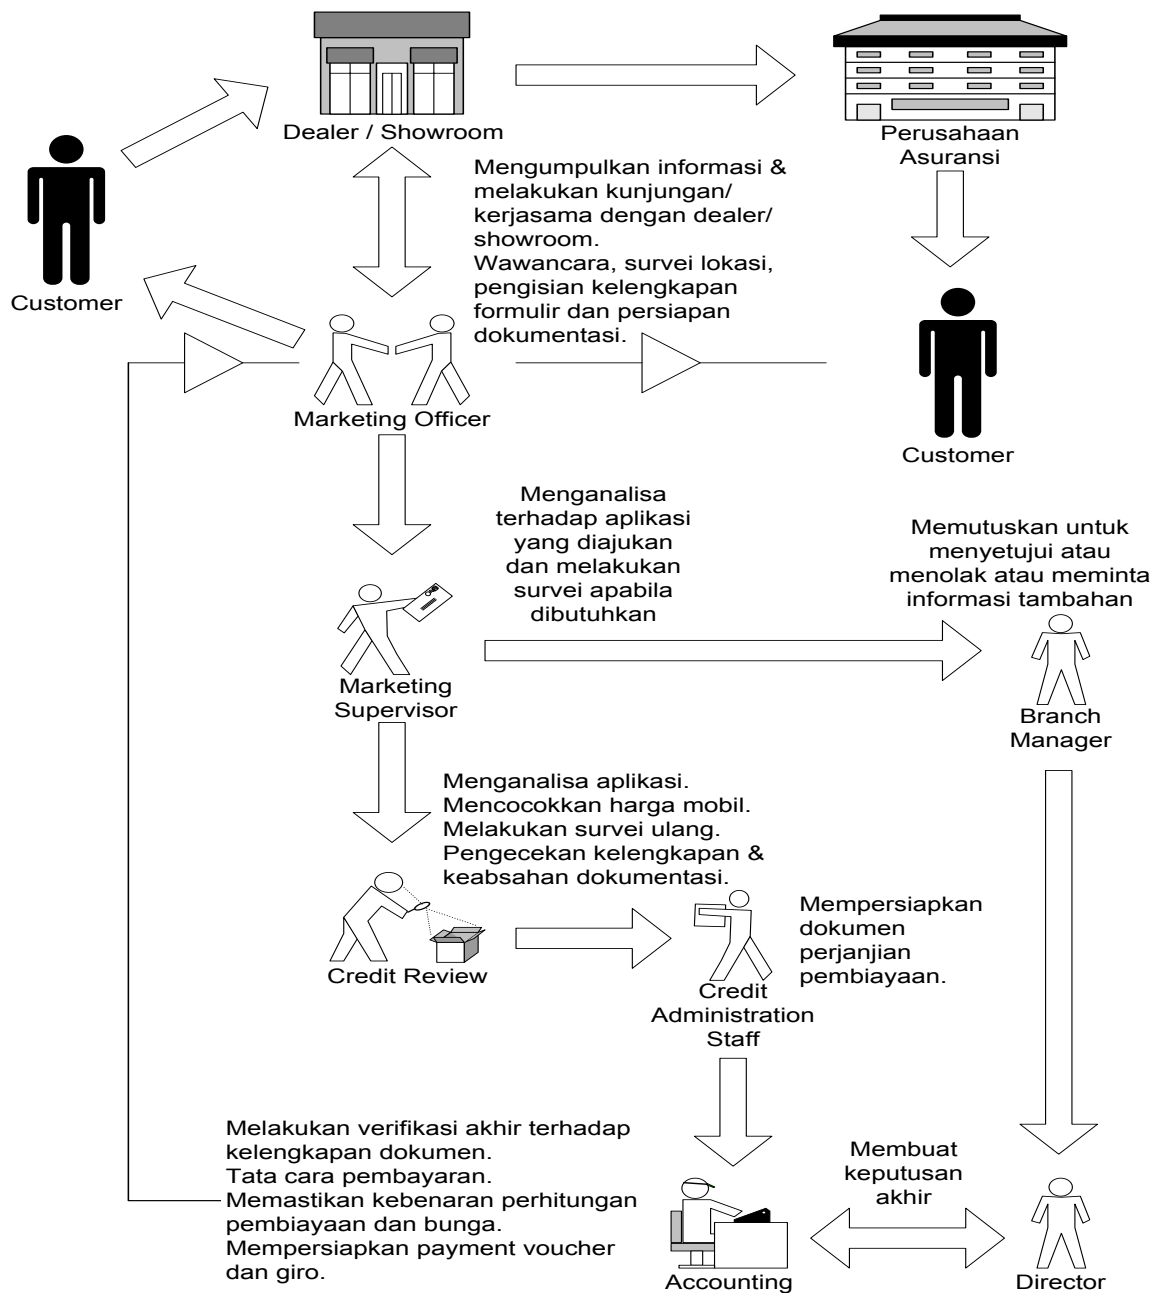 Dealer / Showroom
Perusahaan
Asuransi
Customer
Mengumpulkan informasi &
melakukan kunjungan/
kerjasama dengan dealer/
showroom.
Wawancara, survei lokasi,
pengisian kelengkapan
formulir dan persiapan
dokumentasi.
Marketing Officer
Customer
Menganalisa
terhadap aplikasi
yang diajukan
dan melakukan
survei apabila
dibutuhkan
Memutuskan untuk
menyetujui atau
menolak atau meminta
informasi tambahan
Marketing
Supervisor
Branch
Manager
Menganalisa aplikasi.
Mencocokkan harga mobil.
Melakukan survei ulang.
Pengecekan kelengkapan &
keabsahan dokumentasi.
Credit Review
Mempersiapkan
dokumen
perjanjian
pembiayaan.
Credit
Administration
Staff
Melakukan verifikasi akhir terhadap
kelengkapan dokumen.
Tata cara pembayaran.
Memastikan kebenaran perhitungan
pembiayaan dan bunga.
Mempersiapkan payment voucher
dan giro.
Membuat
keputusan
akhir
Accounting
Director